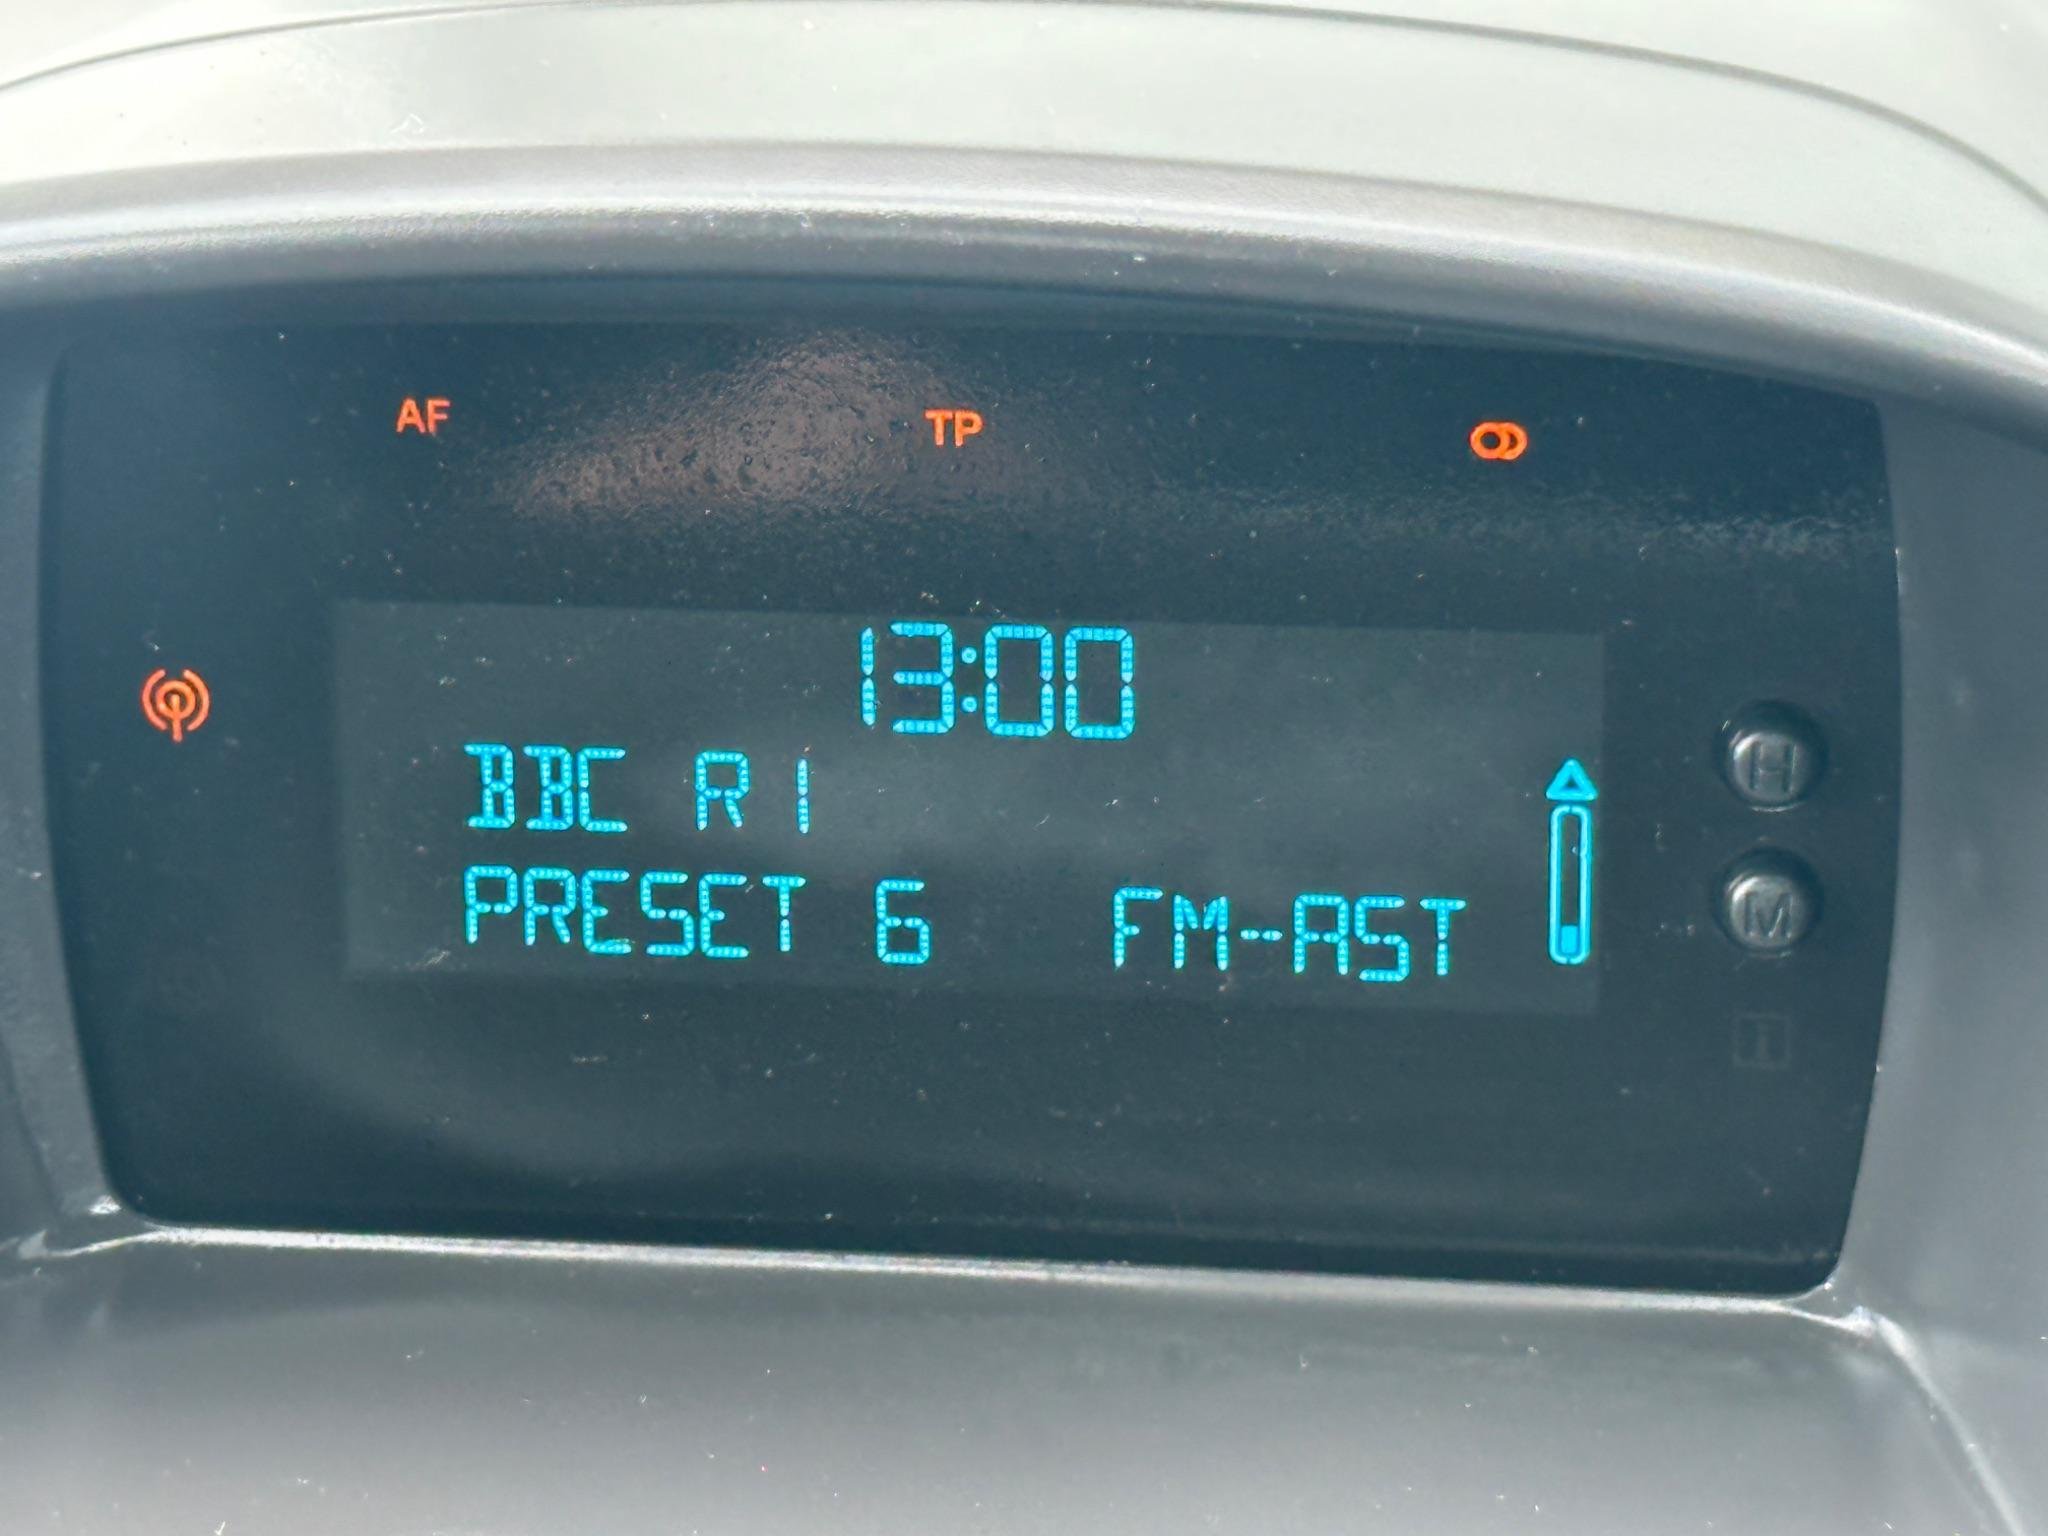 AF TP
13:00
BBC R1
PRESET 6 FM-AST
H
M